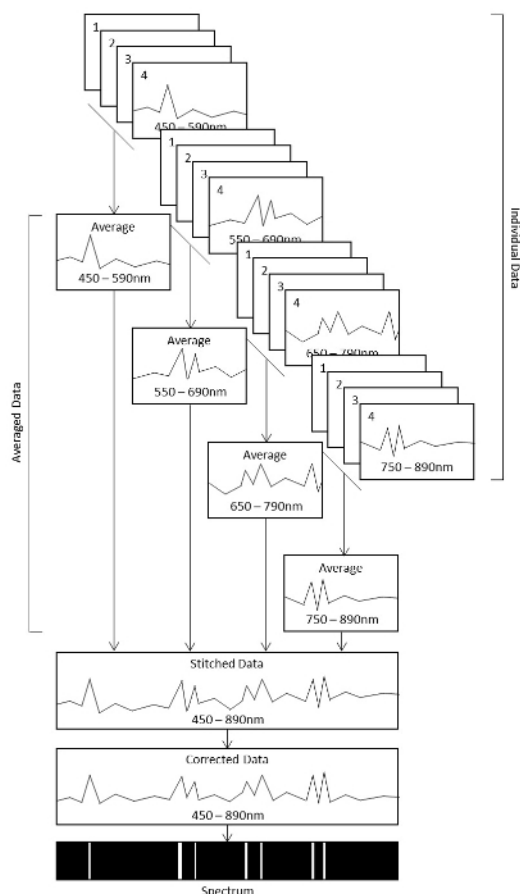 1
2
3
4
450 – 590nm
1
2
3
4
550 – 690nm
1
2
3
4
650 – 790nm
1
2
3
4
750 – 890nm
Individual Data
Averaged Data
Average
450 – 590nm
Average
550 – 690nm
Average
650 – 790nm
Average
750 – 890nm
Stitched Data
450 – 890nm
Corrected Data
450 – 890nm
Spectrum